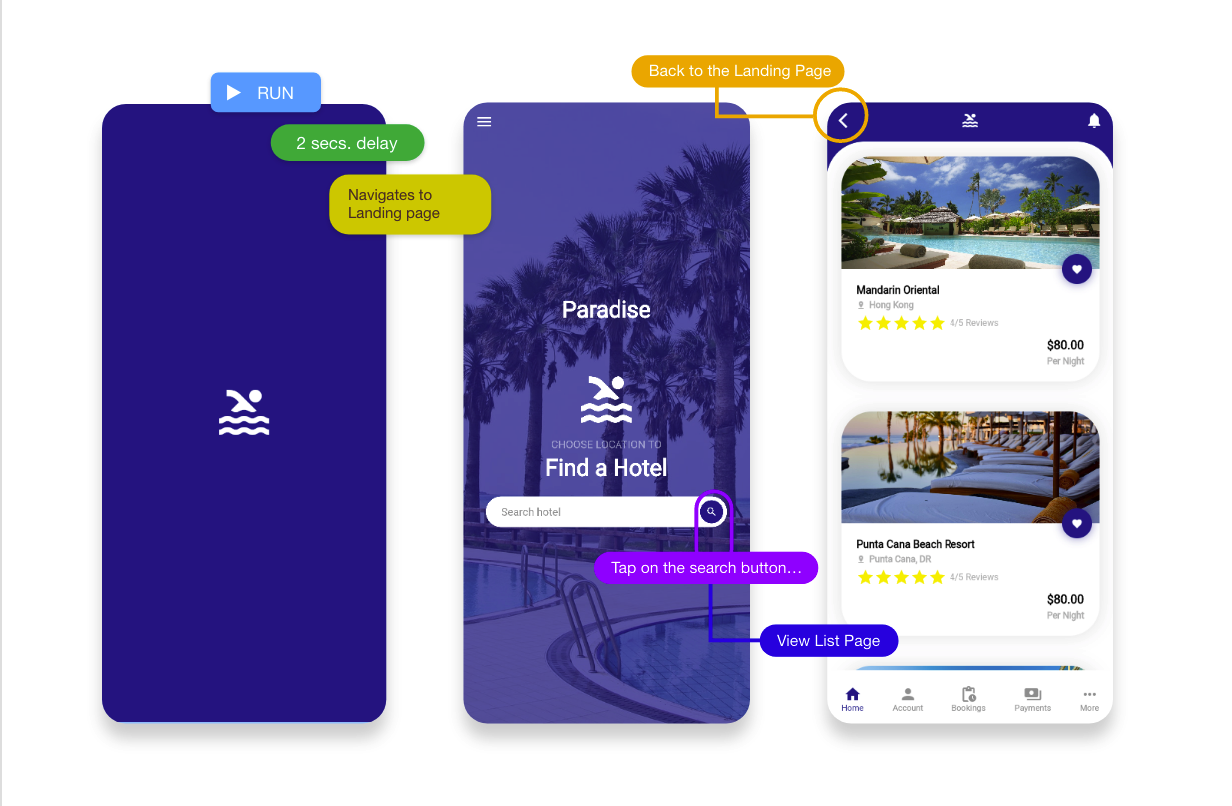 RUN
2 secs. delay
Navigates to
Landing page
Paradise
CHOOSE LOCATION TO
Find a Hotel
Search hotel
Tap on the search button…
View List Page
Back to the Landing Page
Mandarin Oriental
Hong Kong
4/5 Reviews
$80.00
Per Night
Punta Cana Beach Resort
Punta Cana, DR
4/5 Reviews
$80.00
Per Night
Home
Account
Bookings
Payments
More